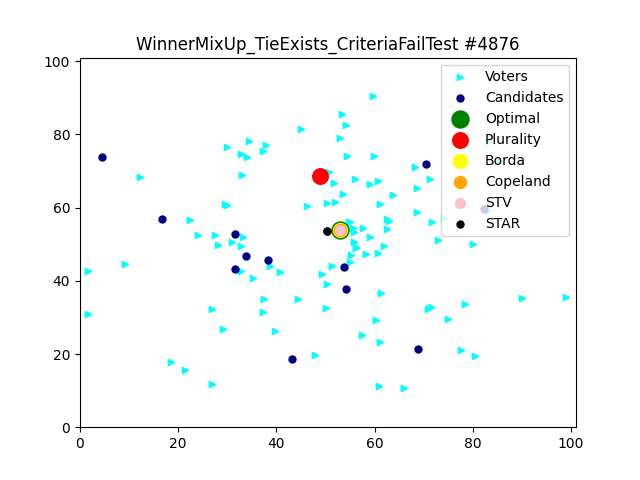 WinnerMixUp_TieExists_CriteriaFailTest #4876
100
80
60
40
20
0
0
20
40
60
80
100
Voters
Candidates
Optimal
Plurality
Borda
Copeland
STV
STAR